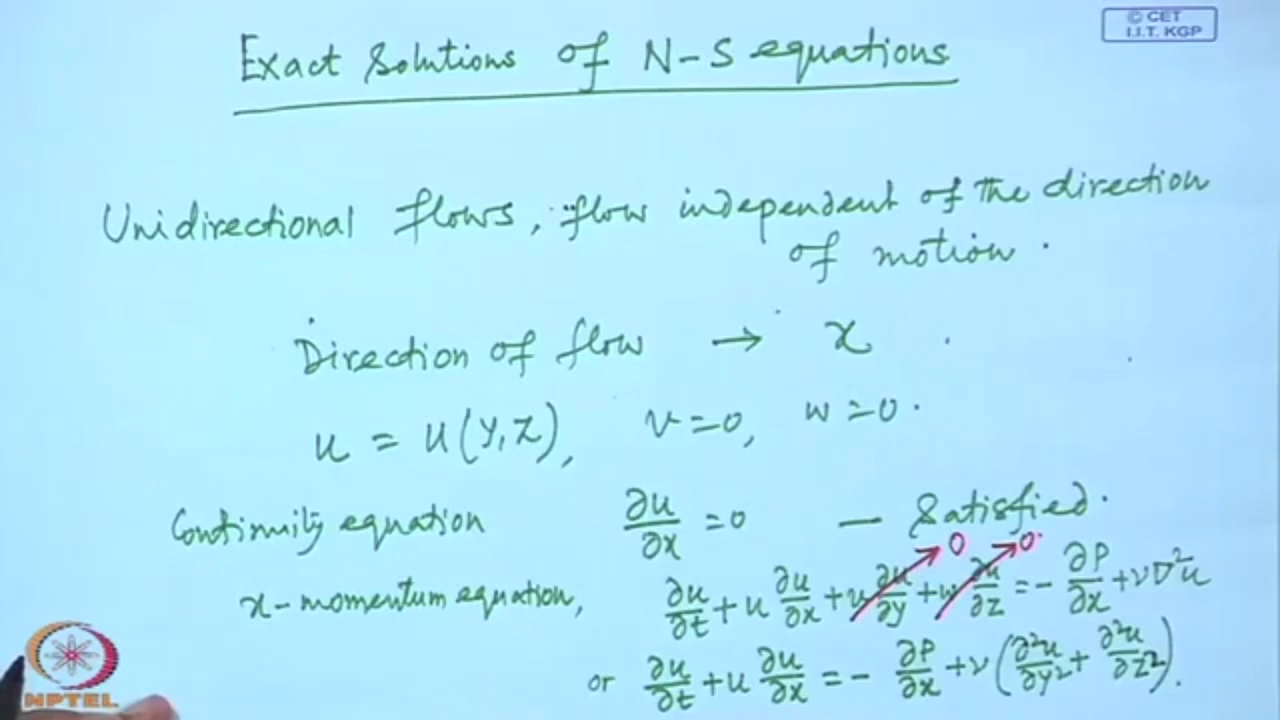 © CET
I.I.T. KGP
Exact Solutions of N-S equations
Unidirectional flows, flow independent of the direction
of motion.
Direction of flow → x
u = u(y,z), v=0, w=0.
Continuity equation ∂u/∂x =0 — Satisfied.
0 0
x-momentum equation, ∂u/∂t + u ∂u/∂x + v ∂u/∂y + w ∂u/∂z = - ∂P/∂x + ν∇²u
or ∂u/∂t + u ∂u/∂x = - ∂P/∂x + ν(∂²u/∂y² + ∂²u/∂z²).
NPTEL